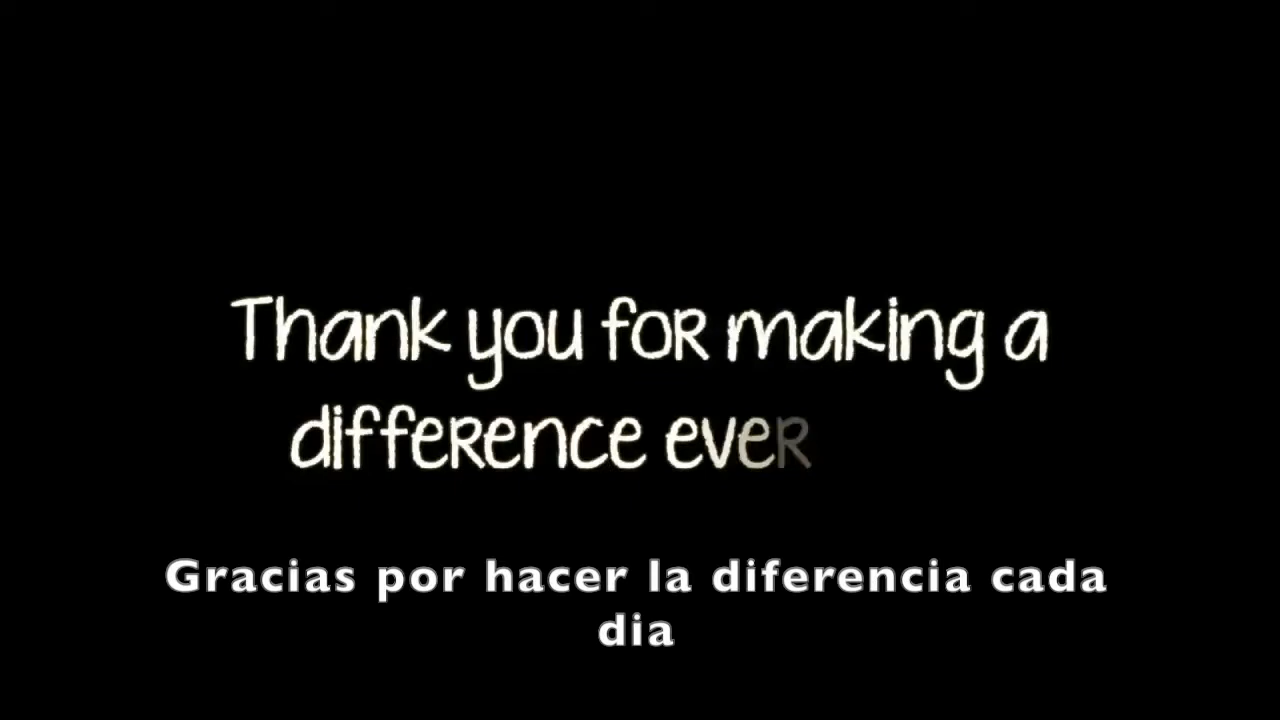 Thank you for making a
difference ever
Gracias por hacer la diferencia cada
dia